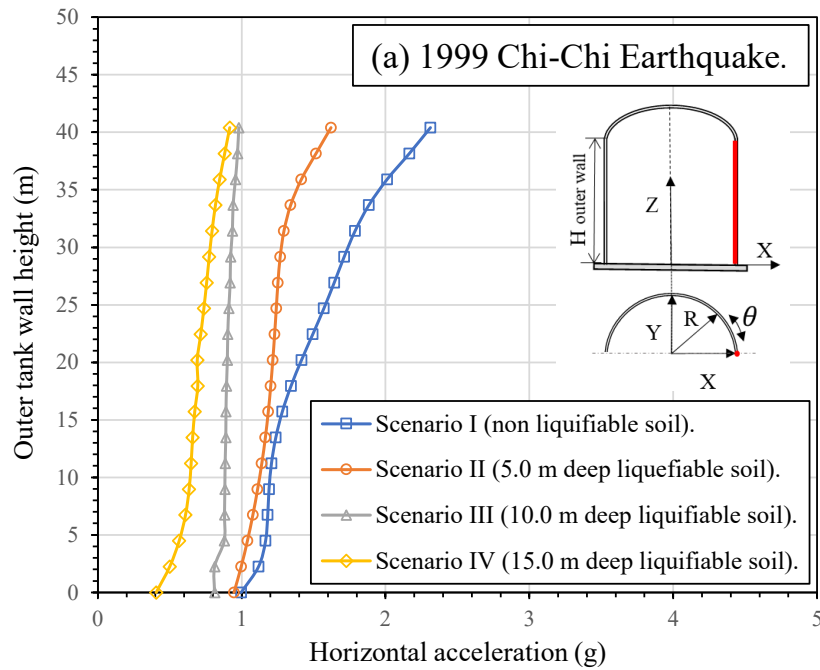 (a) 1999 Chi-Chi Earthquake.
50
45
40
35
30
25
20
15
10
5
0
Outer tank wall height (m)
H outer wall
Z
X
Y
R
θ
X
Scenario I (non liquifiable soil).
Scenario II (5.0 m deep liquefiable soil).
Scenario III (10.0 m deep liquifiable soil).
Scenario IV (15.0 m deep liquifiable soil).
0
1
2
3
4
5
Horizontal acceleration (g)